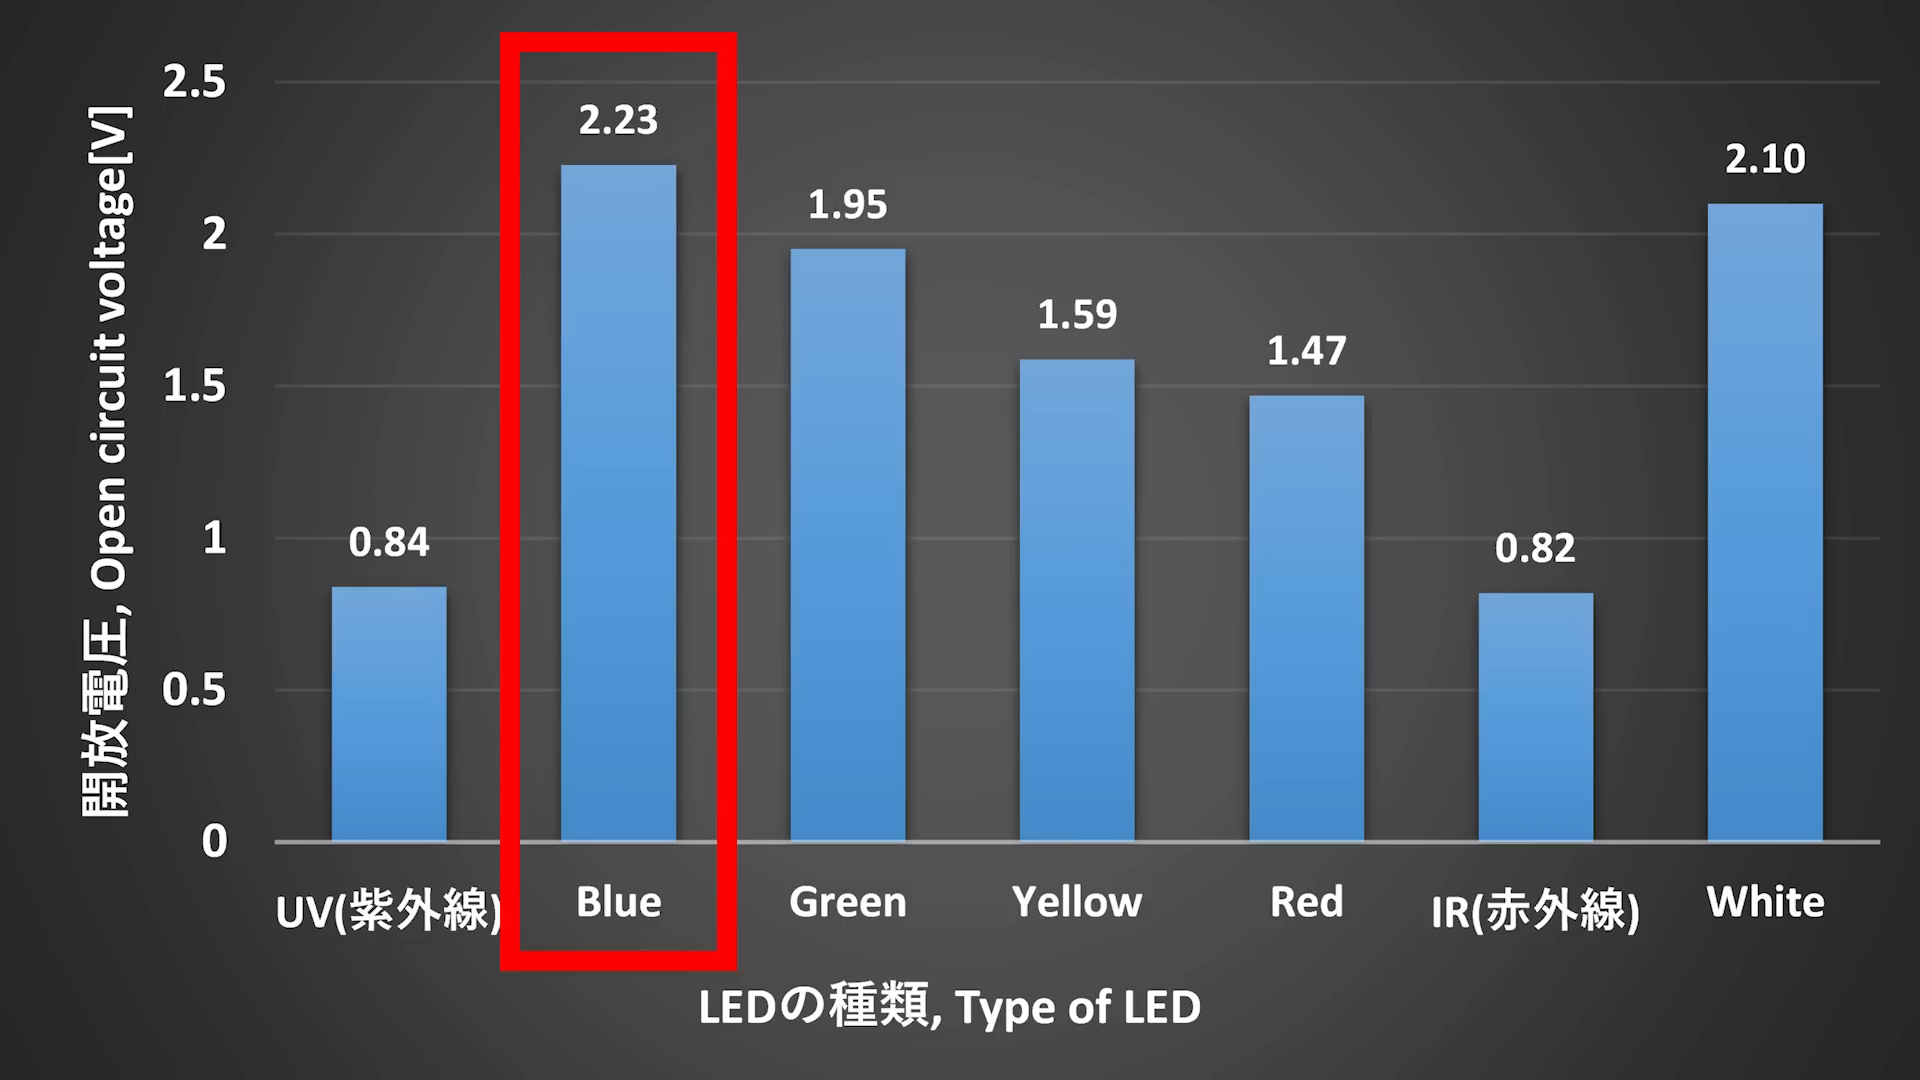 開放電圧, Open circuit voltage[V]
2.5
2
1.5
1
0.5
0
0.84
2.23
1.95
1.59
1.47
0.82
2.10
UV(紫外線)
Blue
Green
Yellow
Red
IR(赤外線)
White
LEDの種類, Type of LED